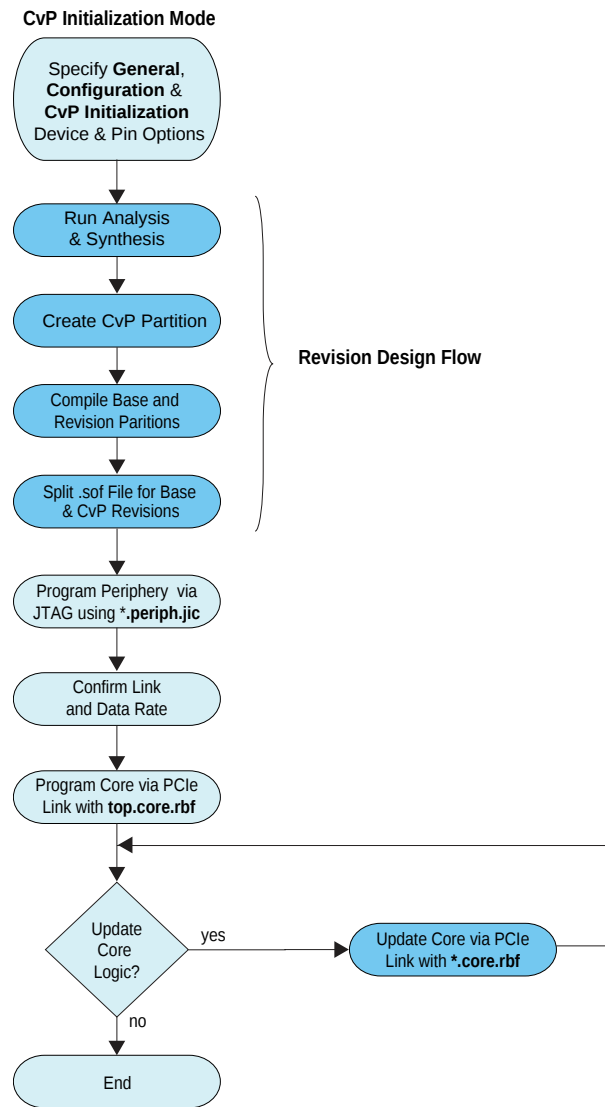 CvP Initialization Mode
Specify General,
Configuration &
CvP Initialization
Device & Pin Options
Run Analysis
& Synthesis
Create CvP Partition
Revision Design Flow
Compile Base and
Revision Paritions
Split .sof File for Base
& CvP Revisions
Program Periphery via
JTAG using *.periph.jic
Confirm Link
and Data Rate
Program Core via PCIe
Link with top.core.rbf
Update
Core
Logic?
yes
Update Core via PCIe
Link with *.core.rbf
no
End